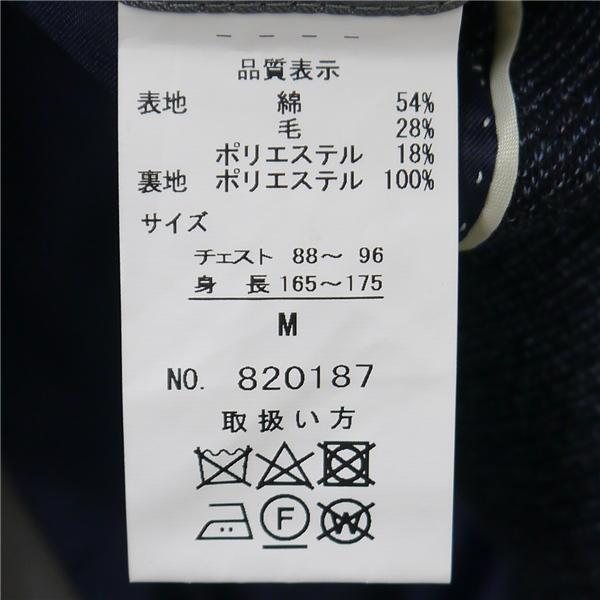 品質表示
表地 綿 54%
毛 28%
ポリエステル 18%
裏地 ポリエステル 100%
サイズ
チェスト 88～ 96
身 長 165～175
M
NO. 820187
取扱い方
F
W